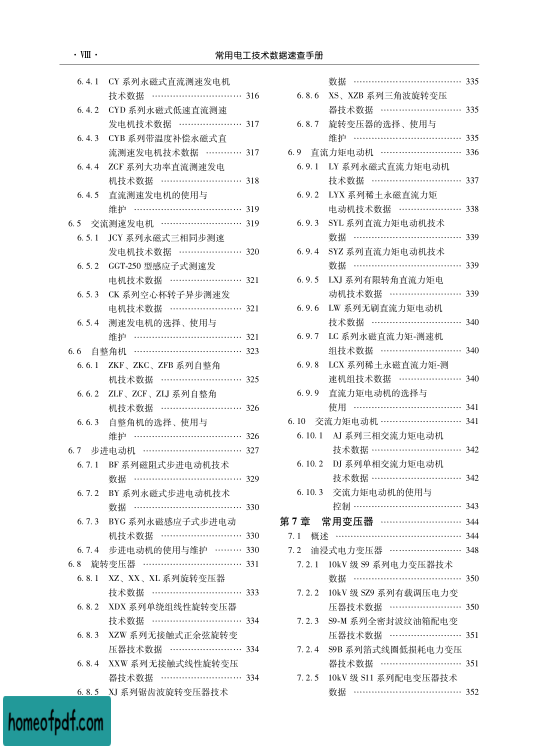 · Ⅷ · 常用电工技术数据速查手册
6. 4. 1 CY 系列永磁式直流测速发电机
技术数据 ………………………… 316
6. 4. 2 CYD 系列永磁式低速直流测速
发电机技术数据 ………………… 317
6. 4. 3 CYB 系列带温度补偿永磁式直
流测速发电机技术数据 ………… 317
6. 4. 4 ZCF 系列大功率直流测速发电
机技术数据 ……………………… 318
6. 4. 5 直流测速发电机的使用与
维护 ……………………………… 319
6. 5 交流测速发电机 …………………… 319
6. 5. 1 JCY 系列永磁式三相同步测速
发电机技术数据 ………………… 320
6. 5. 2 GGT-250 型感应子式测速发
电机技术数据 …………………… 321
6. 5. 3 CK 系列空心杯转子异步测速发
电机技术数据 …………………… 321
6. 5. 4 测速发电机的选择、使用与
维护 ……………………………… 321
6. 6 自整角机 …………………………… 323
6. 6. 1 ZKF、ZKC、ZFB 系列自整角
机技术数据 ……………………… 325
6. 6. 2 ZLF、ZCF、ZLJ 系列自整角
机技术数据 ……………………… 326
6. 6. 3 自整角机的选择、使用与
维护 ……………………………… 326
6. 7 步进电动机 ………………………… 327
6. 7. 1 BF 系列磁阻式步进电动机技术
数据 ……………………………… 329
6. 7. 2 BY 系列永磁式步进电动机技术
数据 ……………………………… 330
6. 7. 3 BYG 系列永磁感应子式步进电动
机技术数据 ……………………… 330
6. 7. 4 步进电动机的使用与维护 ……… 330
6. 8 旋转变压器 ………………………… 331
6. 8. 1 XZ、XX、XL 系列旋转变压器
技术数据 ………………………… 333
6. 8. 2 XDX 系列单绕组线性旋转变压器
技术数据 ………………………… 334
6. 8. 3 XZW 系列无接触式正余弦旋转变
压器技术数据 …………………… 334
6. 8. 4 XXW 系列无接触式线性旋转变压
器技术数据 ……………………… 334
6. 8. 5 XJ 系列锯齿波旋转变压器技术
数据 ……………………………… 335
6. 8. 6 XS、XZB 系列三角波旋转变压
器技术数据 ……………………… 335
6. 8. 7 旋转变压器的选择、使用与
维护 ……………………………… 335
6. 9 直流力矩电动机 …………………… 336
6. 9. 1 LY 系列永磁式直流力矩电动机
技术数据 ………………………… 337
6. 9. 2 LYX 系列稀土永磁直流力矩
电动机技术数据 ………………… 338
6. 9. 3 SYL 系列直流力矩电动机技术
数据 ……………………………… 339
6. 9. 4 SYZ 系列直流力矩电动机技术
数据 ……………………………… 339
6. 9. 5 LXJ 系列有限转角直流力矩电
动机技术数据 …………………… 339
6. 9. 6 LW 系列无刷直流力矩电动机
技术数据 ………………………… 340
6. 9. 7 LC 系列永磁直流力矩-测速机
组技术数据 ……………………… 340
6. 9. 8 LCX 系列稀土永磁直流力矩-测
速机组技术数据 ………………… 340
6. 9. 9 直流力矩电动机的选择与
使用 ……………………………… 341
6. 10 交流力矩电动机 ………………… 341
6. 10. 1 AJ 系列三相交流力矩电动机
技术数据 ……………………… 342
6. 10. 2 DJ 系列单相交流力矩电动机
技术数据 ……………………… 342
6. 10. 3 交流力矩电动机的使用与
控制 …………………………… 343
第 7 章 常用变压器 …………………… 344
7. 1 概述 ………………………………… 344
7. 2 油浸式电力变压器 ………………… 348
7. 2. 1 10kV 级 S9 系列电力变压器技术
数据 ……………………………… 350
7. 2. 2 10kV 级 SZ9 系列有载调压电力变
压器技术数据 …………………… 350
7. 2. 3 S9-M 系列全密封波纹油箱配电变
压器技术数据 …………………… 351
7. 2. 4 S9B 系列箔式线圈低损耗电力变压
器技术数据 ……………………… 351
7. 2. 5 10kV 级 S11 系列配电变压器技术
数据 ……………………………… 352
homeofpdf.com